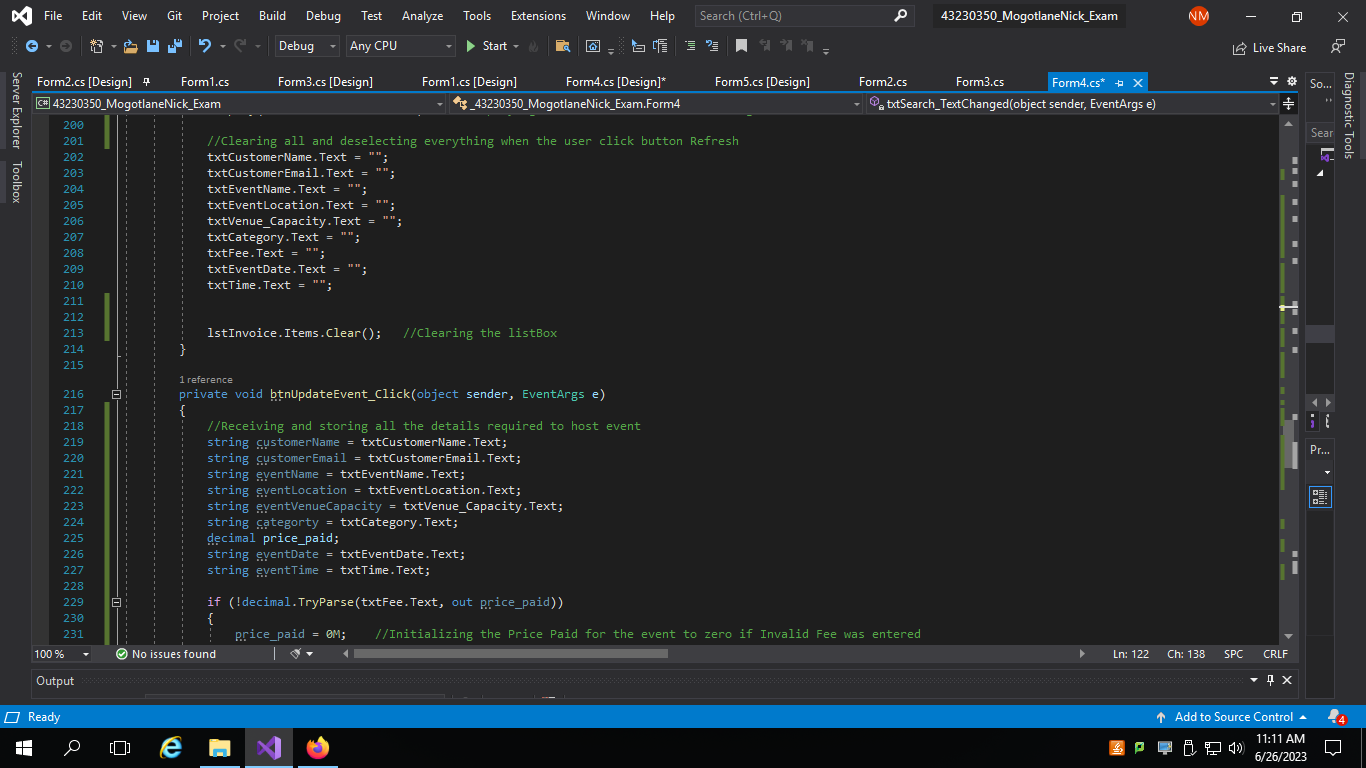 File Edit View Git Project Build Debug Test Analyze Tools Extensions Window Help Search (Ctrl+Q) 43230350_MogotlaneNick_Exam NM
Debug Any CPU Start Live Share
Form2.cs [Design] Form1.cs Form3.cs [Design] Form1.cs [Design] Form4.cs [Design]* Form5.cs [Design] Form2.cs Form3.cs Form4.cs*
C# 43230350_MogotlaneNick_Exam _43230350_MogotlaneNick_Exam.Form4 txtSearch_TextChanged(object sender, EventArgs e)
Server Explorer
Toolbox
200
201 //Clearing all and deselecting everything when the user click button Refresh
202 txtCustomerName.Text = "";
203 txtCustomerEmail.Text = "";
204 txtEventName.Text = "";
205 txtEventLocation.Text = "";
206 txtVenue_Capacity.Text = "";
207 txtCategory.Text = "";
208 txtFee.Text = "";
209 txtEventDate.Text = "";
210 txtTime.Text = "";
211
212
213 lstInvoice.Items.Clear(); //Clearing the listBox
214 }
215
1 reference
216 private void btnUpdateEvent_Click(object sender, EventArgs e)
217 {
218 //Receiving and storing all the details required to host event
219 string customerName = txtCustomerName.Text;
220 string customerEmail = txtCustomerEmail.Text;
221 string eventName = txtEventName.Text;
222 string eventLocation = txtEventLocation.Text;
223 string eventVenueCapacity = txtVenue_Capacity.Text;
224 string categorty = txtCategory.Text;
225 decimal price_paid;
226 string eventDate = txtEventDate.Text;
227 string eventTime = txtTime.Text;
228
229 if (!decimal.TryParse(txtFee.Text, out price_paid))
230 {
231 price_paid = 0M; //Initializing the Price Paid for the event to zero if Invalid Fee was entered
100 % No issues found Ln: 122 Ch: 138 SPC CRLF
Output
So...
Sear
Pr...
Diagnostic Tools
Ready Add to Source Control 4
11:11 AM
6/26/2023